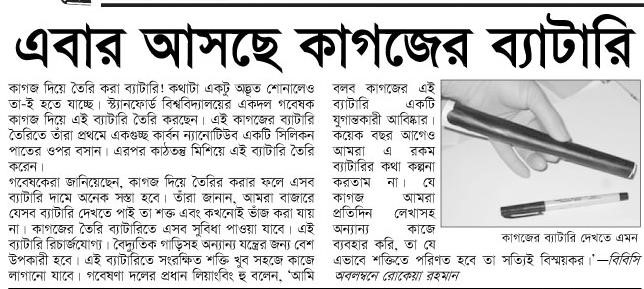 এবার আসছে কাগজের ব্যাটারি
কাগজ দিয়ে তৈরি করা ব্যাটারি! কথাটা একটু অদ্ভুত শোনালেও
তা-ই হতে যাচ্ছে। স্ট্যানফোর্ড বিশ্ববিদ্যালয়ের একদল গবেষক
কাগজ দিয়ে এই ব্যাটারি তৈরি করছেন। এই কাগজের ব্যাটারি
তৈরিতে তাঁরা প্রথমে একগুচ্ছ কার্বন ন্যানোটিউব একটি সিলিকন
পাতের ওপর বসান। এরপর কাঠতন্তু মিশিয়ে এই ব্যাটারি তৈরি
করেন।
গবেষকেরা জানিয়েছেন, কাগজ দিয়ে তৈরির করার ফলে এসব
ব্যাটারি দামে অনেক সস্তা হবে। তাঁরা জানান, আমরা বাজারে
যেসব ব্যাটারি দেখতে পাই তা শক্ত এবং কখনোই ভাঁজ করা যায়
না। কাগজের তৈরি ব্যাটারিতে এসব সুবিধা পাওয়া যাবে। এই
ব্যাটারি রিচার্জযোগ্য। বৈদ্যুতিক গাড়িসহ অন্যান্য যন্ত্রের জন্য বেশ
উপকারী হবে। এই ব্যাটারিতে সংরক্ষিত শক্তি খুব সহজে কাজে
লাগানো যাবে। গবেষণা দলের প্রধান লিয়াংবিং হু বলেন, ‘আমি
বলব কাগজের এই
ব্যাটারি একটি
যুগান্তকারী আবিষ্কার।
কয়েক বছর আগেও
আমরা এ রকম
ব্যাটারির কথা কল্পনা
করতাম না। যে
কাগজ আমরা
প্রতিদিন লেখাসহ
অন্যান্য কাজে
ব্যবহার করি, তা যে
এভাবে শক্তিতে পরিণত হবে তা সত্যিই বিস্ময়কর।’—বিবিসি
অবলম্বনে রোকেয়া রহমান
কাগজের ব্যাটারি দেখতে এমন